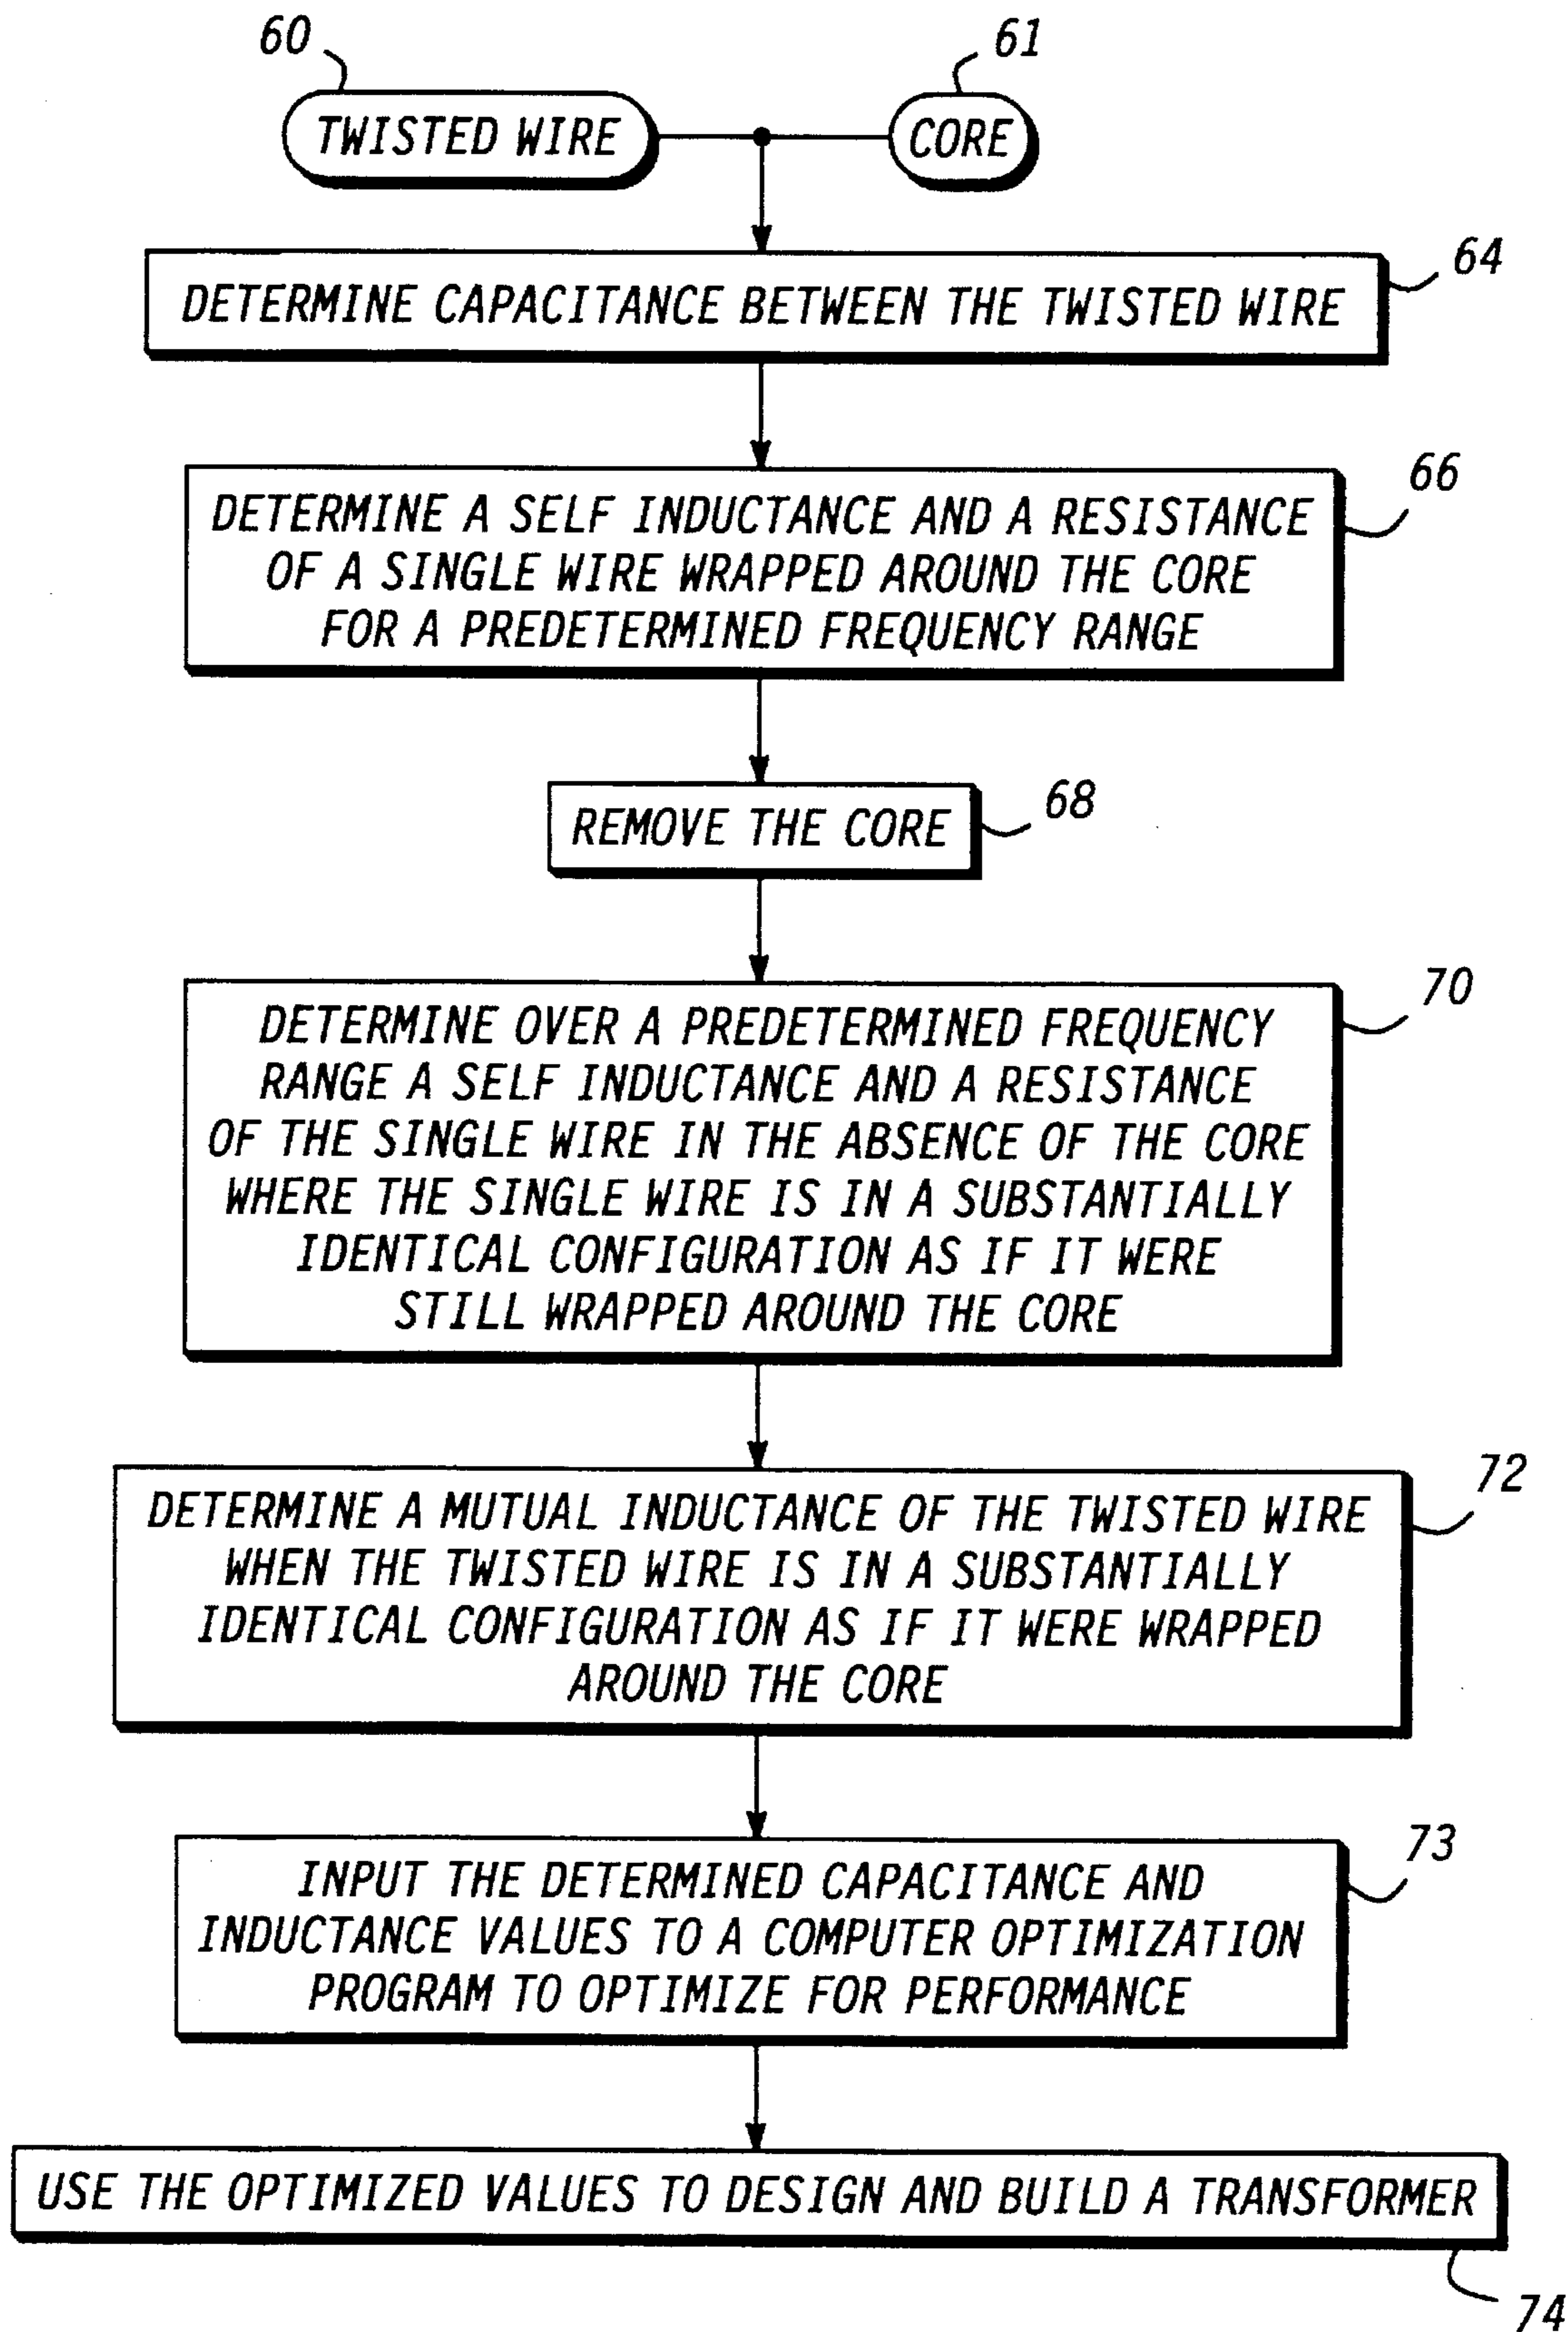 60
61
TWISTED WIRE
CORE
64
DETERMINE CAPACITANCE BETWEEN THE TWISTED WIRE
66
DETERMINE A SELF INDUCTANCE AND A RESISTANCE
OF A SINGLE WIRE WRAPPED AROUND THE CORE
FOR A PREDETERMINED FREQUENCY RANGE
68
REMOVE THE CORE
70
DETERMINE OVER A PREDETERMINED FREQUENCY
RANGE A SELF INDUCTANCE AND A RESISTANCE
OF THE SINGLE WIRE IN THE ABSENCE OF THE CORE
WHERE THE SINGLE WIRE IS IN A SUBSTANTIALLY
IDENTICAL CONFIGURATION AS IF IT WERE
STILL WRAPPED AROUND THE CORE
72
DETERMINE A MUTUAL INDUCTANCE OF THE TWISTED WIRE
WHEN THE TWISTED WIRE IS IN A SUBSTANTIALLY
IDENTICAL CONFIGURATION AS IF IT WERE WRAPPED
AROUND THE CORE
73
INPUT THE DETERMINED CAPACITANCE AND
INDUCTANCE VALUES TO A COMPUTER OPTIMIZATION
PROGRAM TO OPTIMIZE FOR PERFORMANCE
USE THE OPTIMIZED VALUES TO DESIGN AND BUILD A TRANSFORMER
74